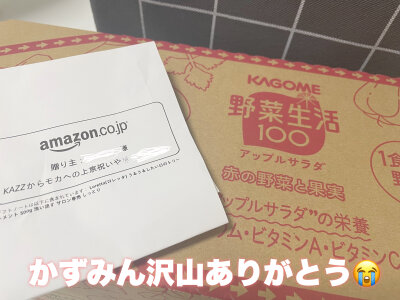 amazon.co.jp
贈り主： 様
KAZZからモカへの上京祝いや
KAGOME
野菜生活
100
アップルサラダ
赤の野菜と果実
ップルサラダ”の栄養
ム・ビタミンA・ビタミンC
1食
野
かずみん沢山ありがとう😭